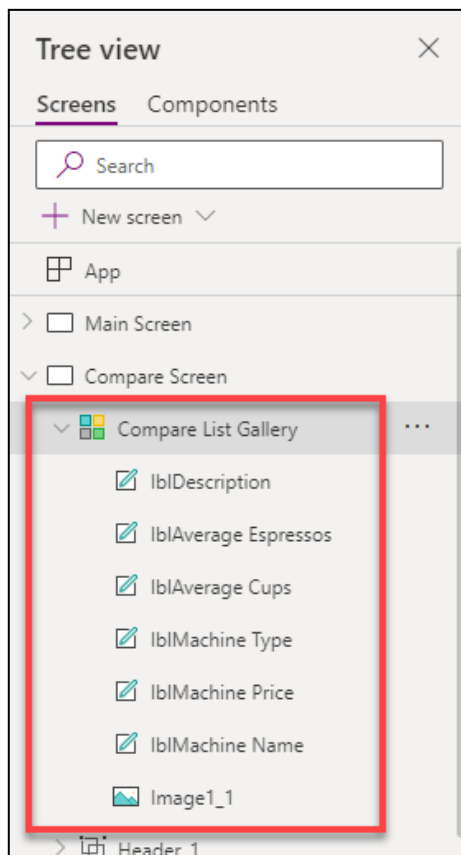 Tree view
Screens Components
Search
New screen
App
Main Screen
Compare Screen
Compare List Gallery
lblDescription
lblAverage Espressos
lblAverage Cups
lblMachine Type
lblMachine Price
lblMachine Name
Image1_1
Header_1